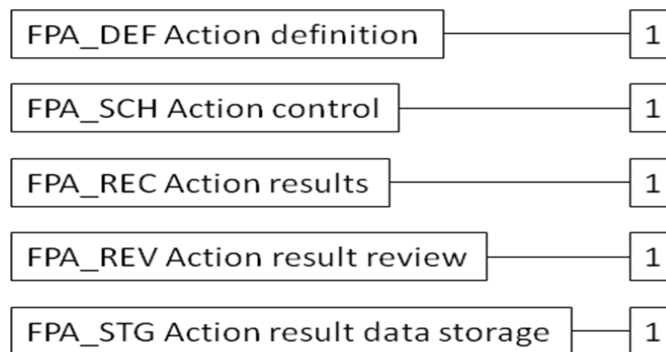 FPA_DEF Action definition 1
FPA_SCH Action control 1
FPA_REC Action results 1
FPA_REV Action result review 1
FPA_STG Action result data storage 1